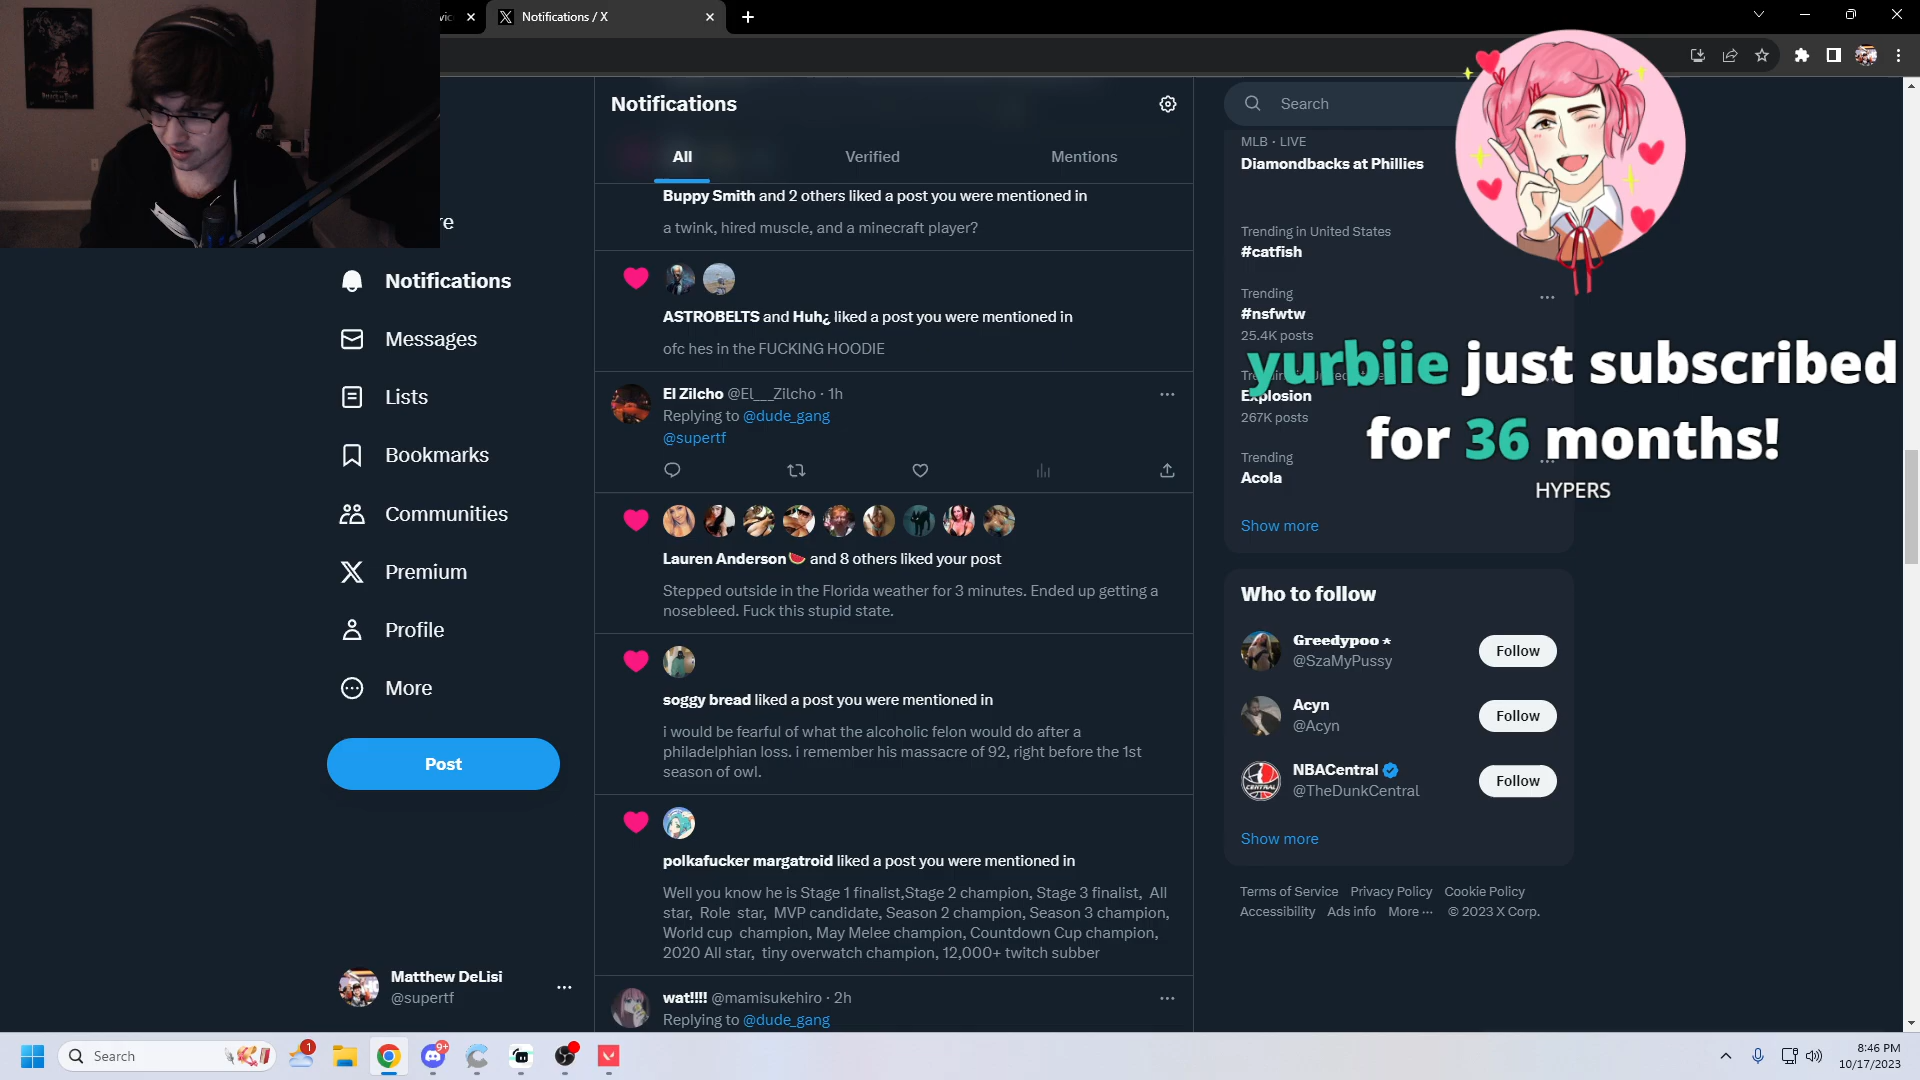 Notifications / X
Notifications
All
Verified
Mentions
Buppy Smith and 2 others liked a post you were mentioned in
a twink, hired muscle, and a minecraft player?
ASTROBELTS and Huh¿ liked a post you were mentioned in
ofc hes in the FUCKING HOODIE
El Zilcho @El___Zilcho · 1h
Replying to @dude_gang
@supertf
Lauren Anderson🍉 and 8 others liked your post
Stepped outside in the Florida weather for 3 minutes. Ended up getting a
nosebleed. Fuck this stupid state.
soggy bread liked a post you were mentioned in
i would be fearful of what the alcoholic felon would do after a
philadelphian loss. i remember his massacre of 92, right before the 1st
season of owl.
polkafucker margatroid liked a post you were mentioned in
Well you know he is Stage 1 finalist,Stage 2 champion, Stage 3 finalist, All
star, Role star, MVP candidate, Season 2 champion, Season 3 champion,
World cup champion, May Melee champion, Countdown Cup champion,
2020 All star, tiny overwatch champion, 12,000+ twitch subber
wat!!!! @mamisukehiro · 2h
Replying to @dude_gang
Notifications
Messages
Lists
Bookmarks
Communities
Premium
Profile
More
Post
Matthew DeLisi
@supertf
Search
MLB · LIVE
Diamondbacks at Phillies
Trending in United States
#catfish
Trending
#nsfwtw
25.4K posts
Explosion
267K posts
Trending
Acola
Show more
yurbiie just subscribed
for 36 months!
HYPERS
Who to follow
Greedypoo ⋆
@SzaMyPussy
Follow
Acyn
@Acyn
Follow
NBACentral
@TheDunkCentral
Follow
Show more
Terms of Service Privacy Policy Cookie Policy
Accessibility Ads info More ··· © 2023 X Corp.
Search
1
9+
8:46 PM
10/17/2023